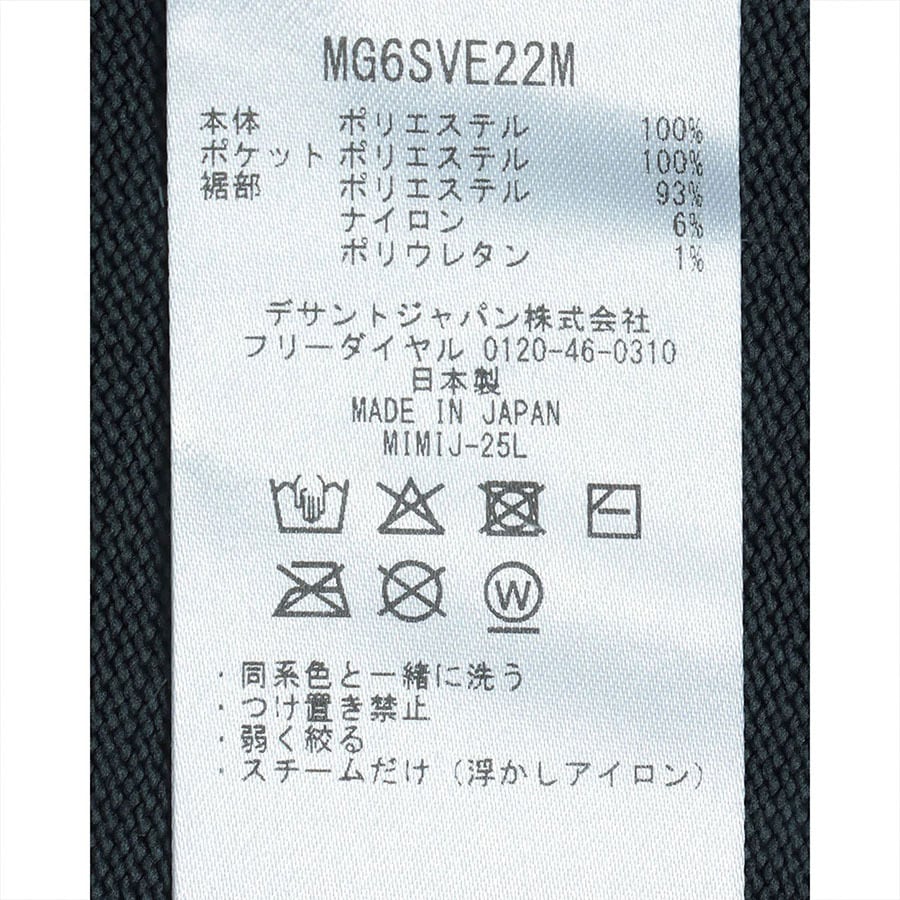 MG6SVE22M
本体 ポリエステル 100%
ポケット ポリエステル 100%
裾部 ポリエステル 93%
ナイロン 6%
ポリウレタン 1%
デサントジャパン株式会社
フリーダイヤル 0120-46-0310
日本製
MADE IN JAPAN
MIMIJ-25L
W
・同系色と一緒に洗う
・つけ置き禁止
・弱く絞る
・スチームだけ(浮かしアイロン)